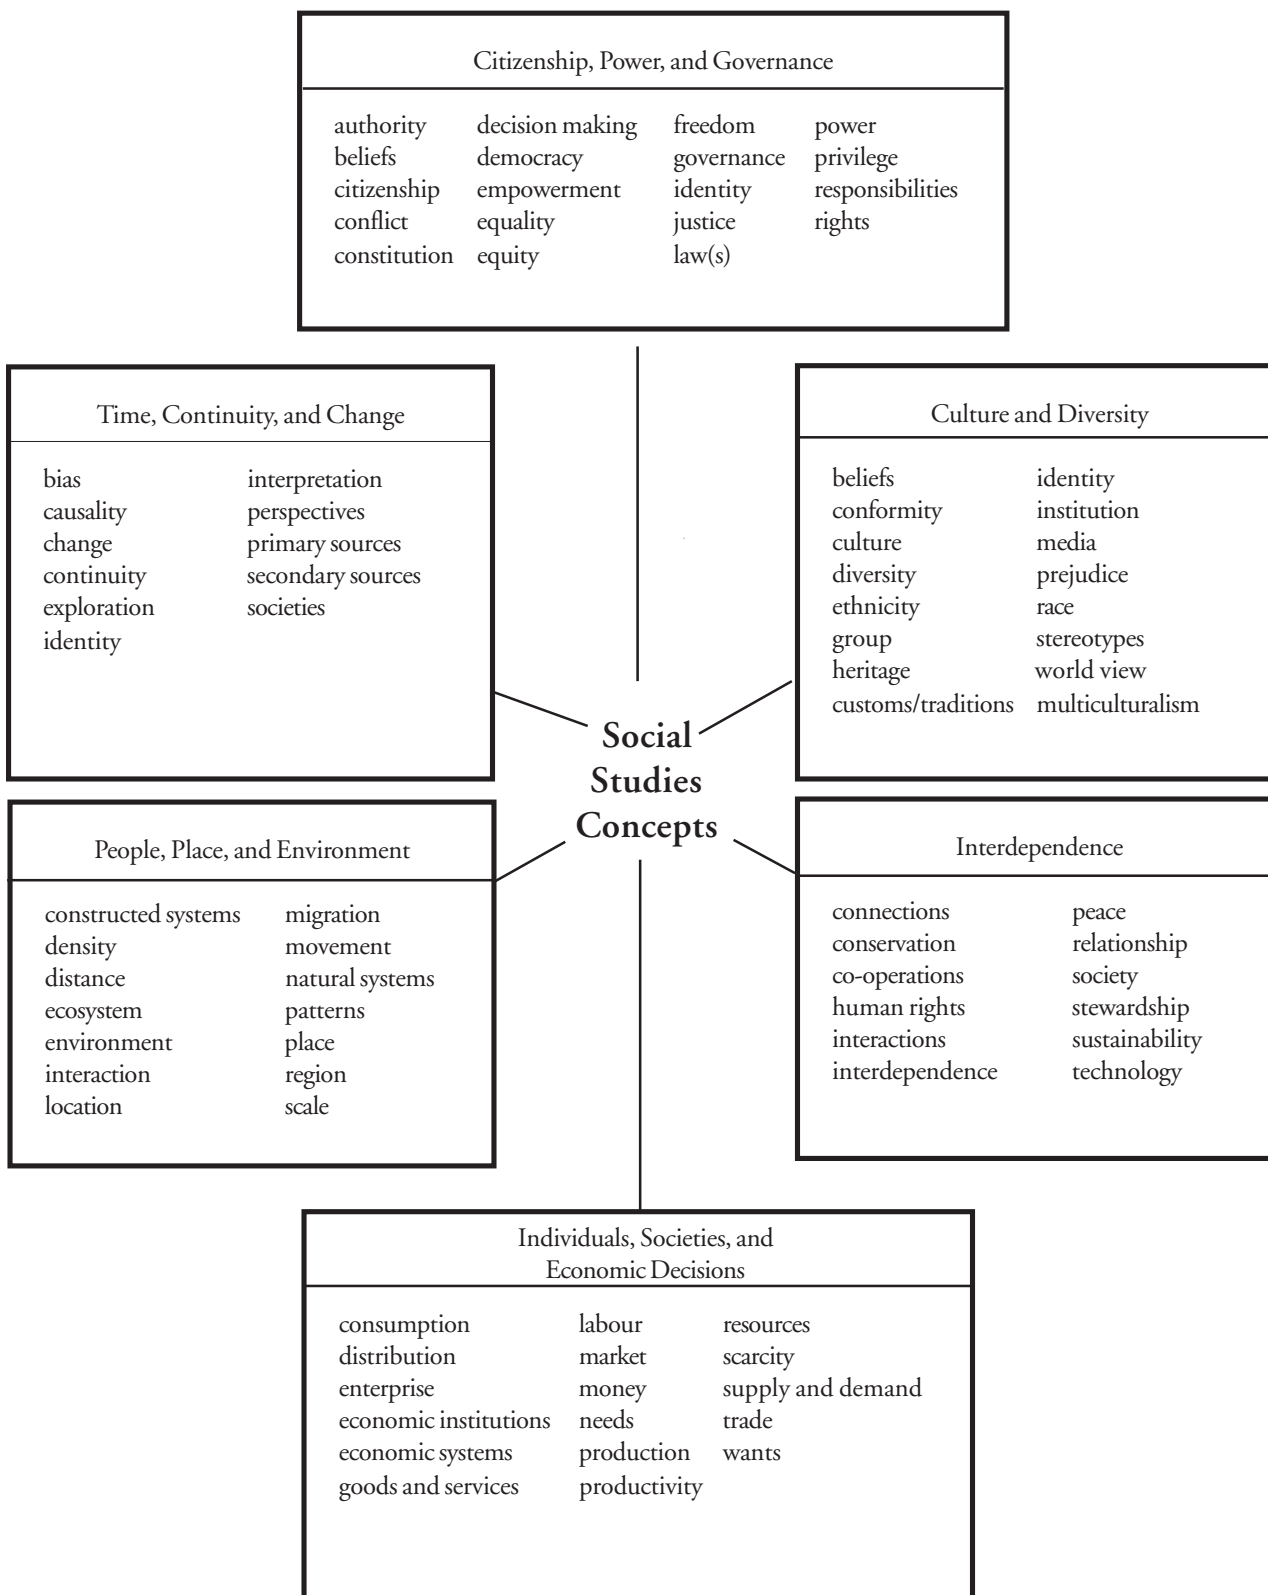 Citizenship, Power, and Governance
authority decision making freedom power
beliefs democracy governance privilege
citizenship empowerment identity responsibilities
conflict equality justice rights
constitution equity law(s)
Time, Continuity, and Change
bias interpretation
causality perspectives
change primary sources
continuity secondary sources
exploration societies
identity
Culture and Diversity
beliefs identity
conformity institution
culture media
diversity prejudice
ethnicity race
group stereotypes
heritage world view
customs/traditions multiculturalism
Social
Studies
Concepts
People, Place, and Environment
constructed systems migration
density movement
distance natural systems
ecosystem patterns
environment place
interaction region
location scale
Interdependence
connections peace
conservation relationship
co-operations society
human rights stewardship
interactions sustainability
interdependence technology
Individuals, Societies, and
Economic Decisions
consumption labour resources
distribution market scarcity
enterprise money supply and demand
economic institutions needs trade
economic systems production wants
goods and services productivity